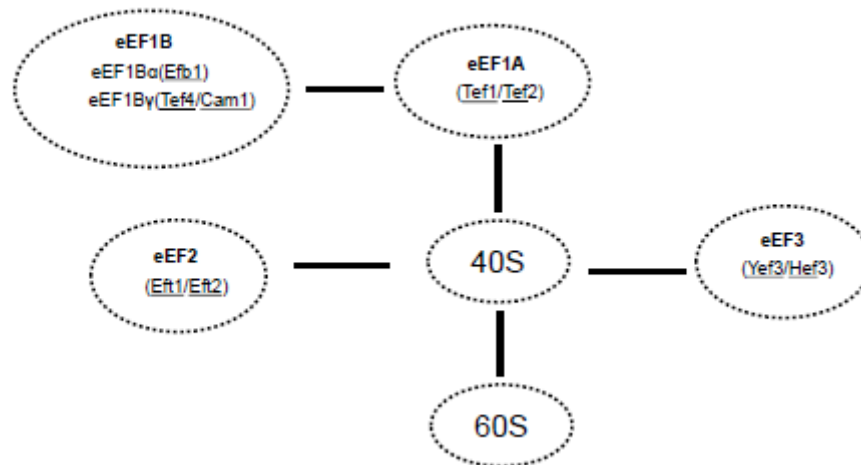 eEF1B
eEF1Bα(Efb1)
eEF1Bγ(Tef4/Cam1)
eEF1A
(Tef1/Tef2)
eEF2
(Eft1/Eft2)
40S
eEF3
(Yef3/Hef3)
60S